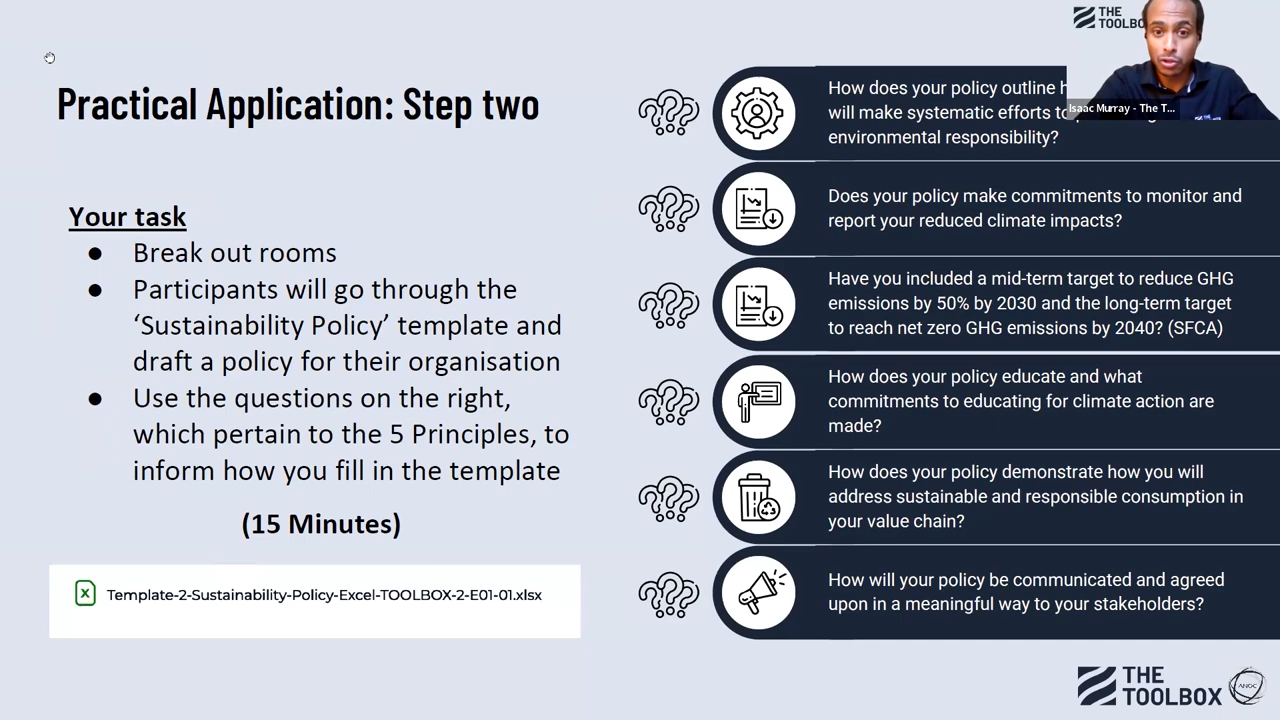 Practical Application: Step two
Your task
● Break out rooms
● Participants will go through the
‘Sustainability Policy’ template and
draft a policy for their organisation
● Use the questions on the right,
which pertain to the 5 Principles, to
inform how you fill in the template
(15 Minutes)
Template-2-Sustainability-Policy-Excel-TOOLBOX-2-E01-01.xlsx
THE
Isaac Murray - The T...
How does your policy outline
will make systematic efforts to
environmental responsibility?
Does your policy make commitments to monitor and
report your reduced climate impacts?
Have you included a mid-term target to reduce GHG
emissions by 50% by 2030 and the long-term target
to reach net zero GHG emissions by 2040? (SFCA)
How does your policy educate and what
commitments to educating for climate action are
made?
How does your policy demonstrate how you will
address sustainable and responsible consumption in
your value chain?
How will your policy be communicated and agreed
upon in a meaningful way to your stakeholders?
THE
TOOLBOX